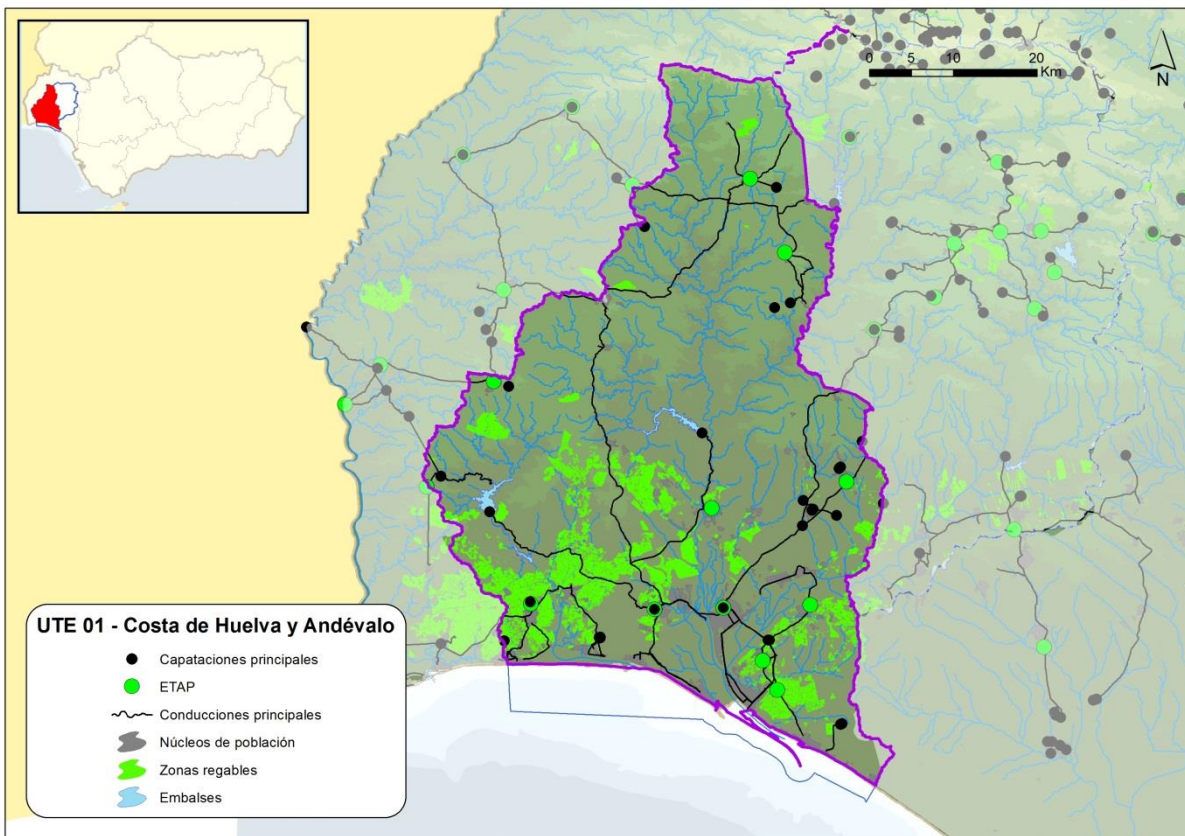 0 5 10 20
Km
N
UTE 01 - Costa de Huelva y Andévalo
Capataciones principales
ETAP
Conducciones principales
Núcleos de población
Zonas regables
Embalses